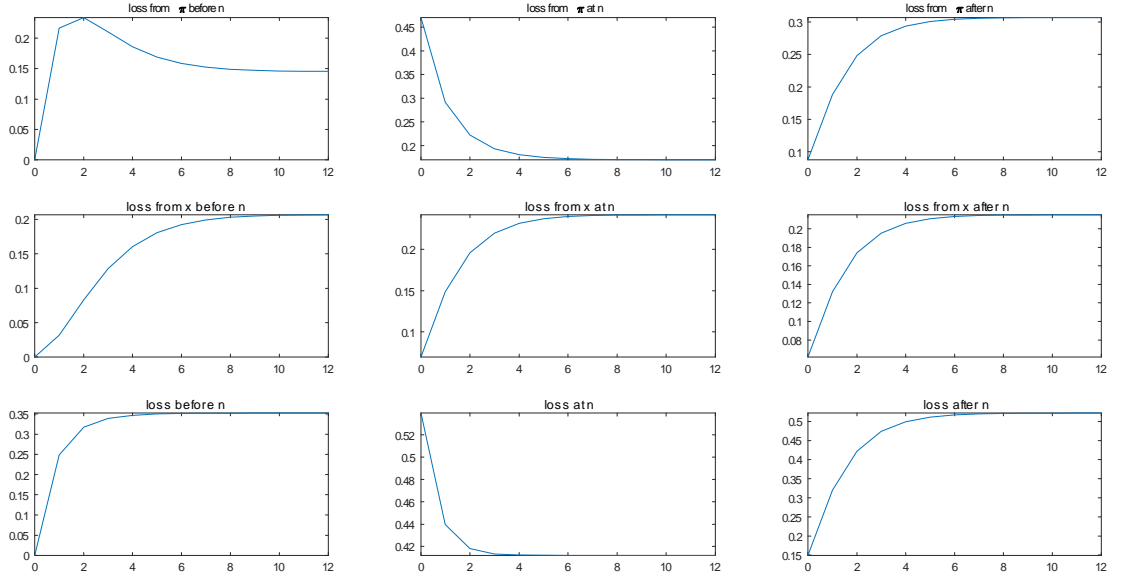 loss from π before n
loss from π at n
loss from π after n
0.2
0.15
0.1
0.05
0
0 2 4 6 8 10 12
0.45
0.4
0.35
0.3
0.25
0.2
0 2 4 6 8 10 12
0.3
0.25
0.2
0.15
0.1
0 2 4 6 8 10 12
loss from x before n
loss from x at n
loss from x after n
0.2
0.15
0.1
0.05
0
0 2 4 6 8 10 12
0.2
0.15
0.1
0 2 4 6 8 10 12
0.2
0.18
0.16
0.14
0.12
0.1
0.08
0 2 4 6 8 10 12
loss before n
loss at n
loss after n
0.35
0.3
0.25
0.2
0.15
0.1
0.05
0
0 2 4 6 8 10 12
0.52
0.5
0.48
0.46
0.44
0.42
0 2 4 6 8 10 12
0.5
0.45
0.4
0.35
0.3
0.25
0.2
0.15
0 2 4 6 8 10 12